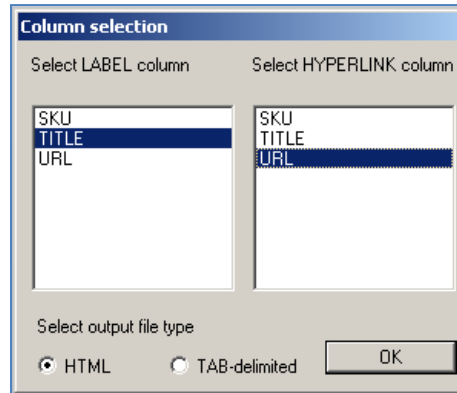 Column selection
Select LABEL column
Select HYPERLINK column
SKU
TITLE
URL
SKU
TITLE
URL
Select output file type
HTML
TAB-delimited
OK